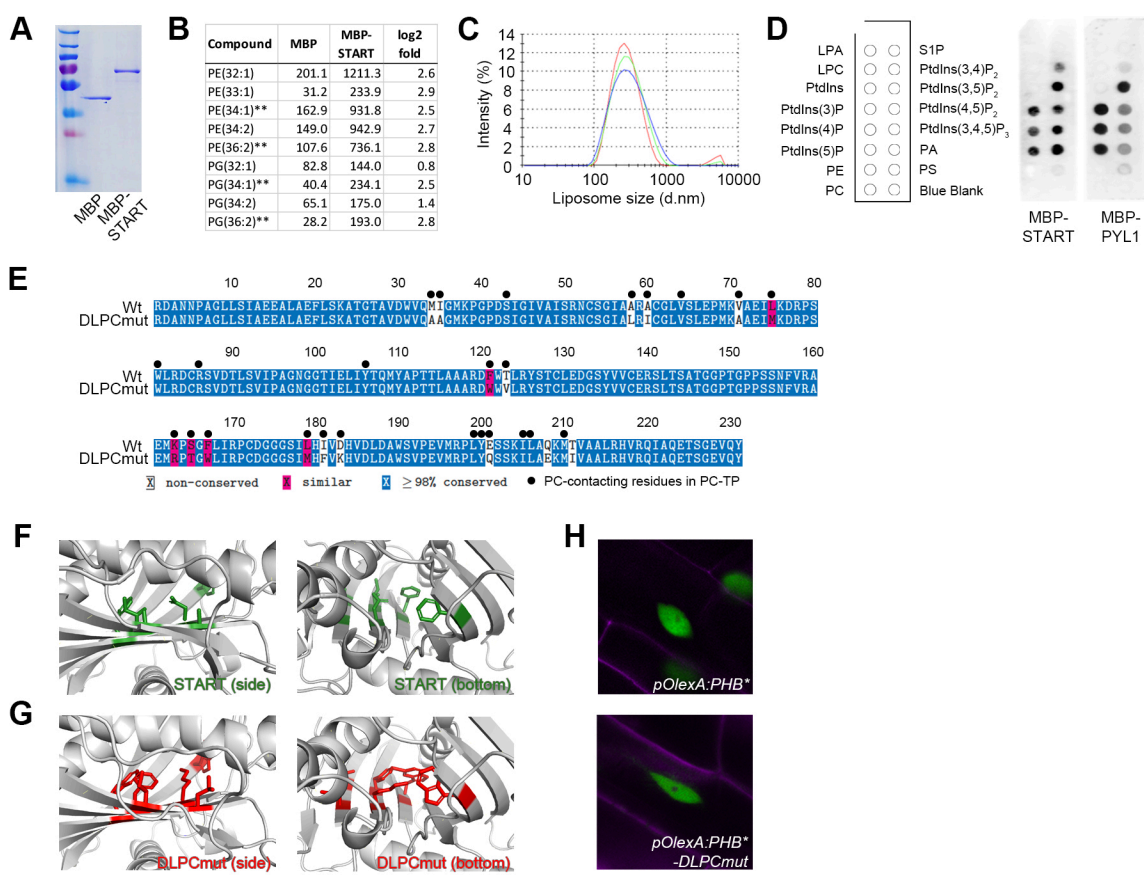 A
MBP
MBP-
START
B
Compound MBP MBP-START log2 fold
PE(32:1) 201.1 1211.3 2.6
PE(33:1) 31.2 233.9 2.9
PE(34:1)** 162.9 931.8 2.5
PE(34:2) 149.0 942.9 2.7
PE(36:2)** 107.6 736.1 2.8
PG(32:1) 82.8 144.0 0.8
PG(34:1)** 40.4 234.1 2.5
PG(34:2) 65.1 175.0 1.4
PG(36:2)** 28.2 193.0 2.8
C
Intensity (%)
14
12
10
8
6
4
2
0
10 100 1000 10000
Liposome size (d.nm)
D
LPA S1P
LPC PtdIns(3,4)P2
PtdIns PtdIns(3,5)P2
PtdIns(3)P PtdIns(4,5)P2
PtdIns(4)P PtdIns(3,4,5)P3
PtdIns(5)P PA
PE PS
PC Blue Blank
MBP-
START
MBP-
PYL1
E
10 20 30 40 50 60 70 80
Wt RDANNPAGLLSIAEEALAEFLSKATGTAVDWVQMIGMKPGPDSIGIVAISRNCSGIAARACGLVSLEPMKVAEILKDRPS
DLPCmut RDANNPAGLLSIAEEALAEFLSKATGTAVDWVQAAGMKPGPDSIGIVAISRNCSGIALRICGLVSLEPMKAAEIMKDRPS
90 100 110 120 130 140 150 160
Wt WLRDCRSVDTLSVIPAGNGGTIELIYTQMYAPTTLAAARDFWTLRYSTCLEDGSYVVCERSLTSATGGPTGPPSSNFVRA
DLPCmut WLRDCRSVDTLSVIPAGNGGTIELIYTQMYAPTTLAAARDWWVLRYSTCLEDGSYVVCERSLTSATGGPTGPPSSNFVRA
170 180 190 200 210 220 230
Wt EMKPSGFLIRPCDGGGSILHIVDHVDLDAWSVPEVMRPLYESSKILAQKMTVAALRHVRQIAQETSGEVQY
DLPCmut EMRPTGWLIRPCDGGGSIMHFVKHVDLDAWSVPEVMRPLYQSSKILAEKMIVAALRHVRQIAQETSGEVQY
X non-conserved X similar X ≥98% conserved ● PC-contacting residues in PC-TP
F
START (side)
START (bottom)
G
DLPCmut (side)
DLPCmut (bottom)
H
pOlexA:PHB*
pOlexA:PHB*
-DLPCmut